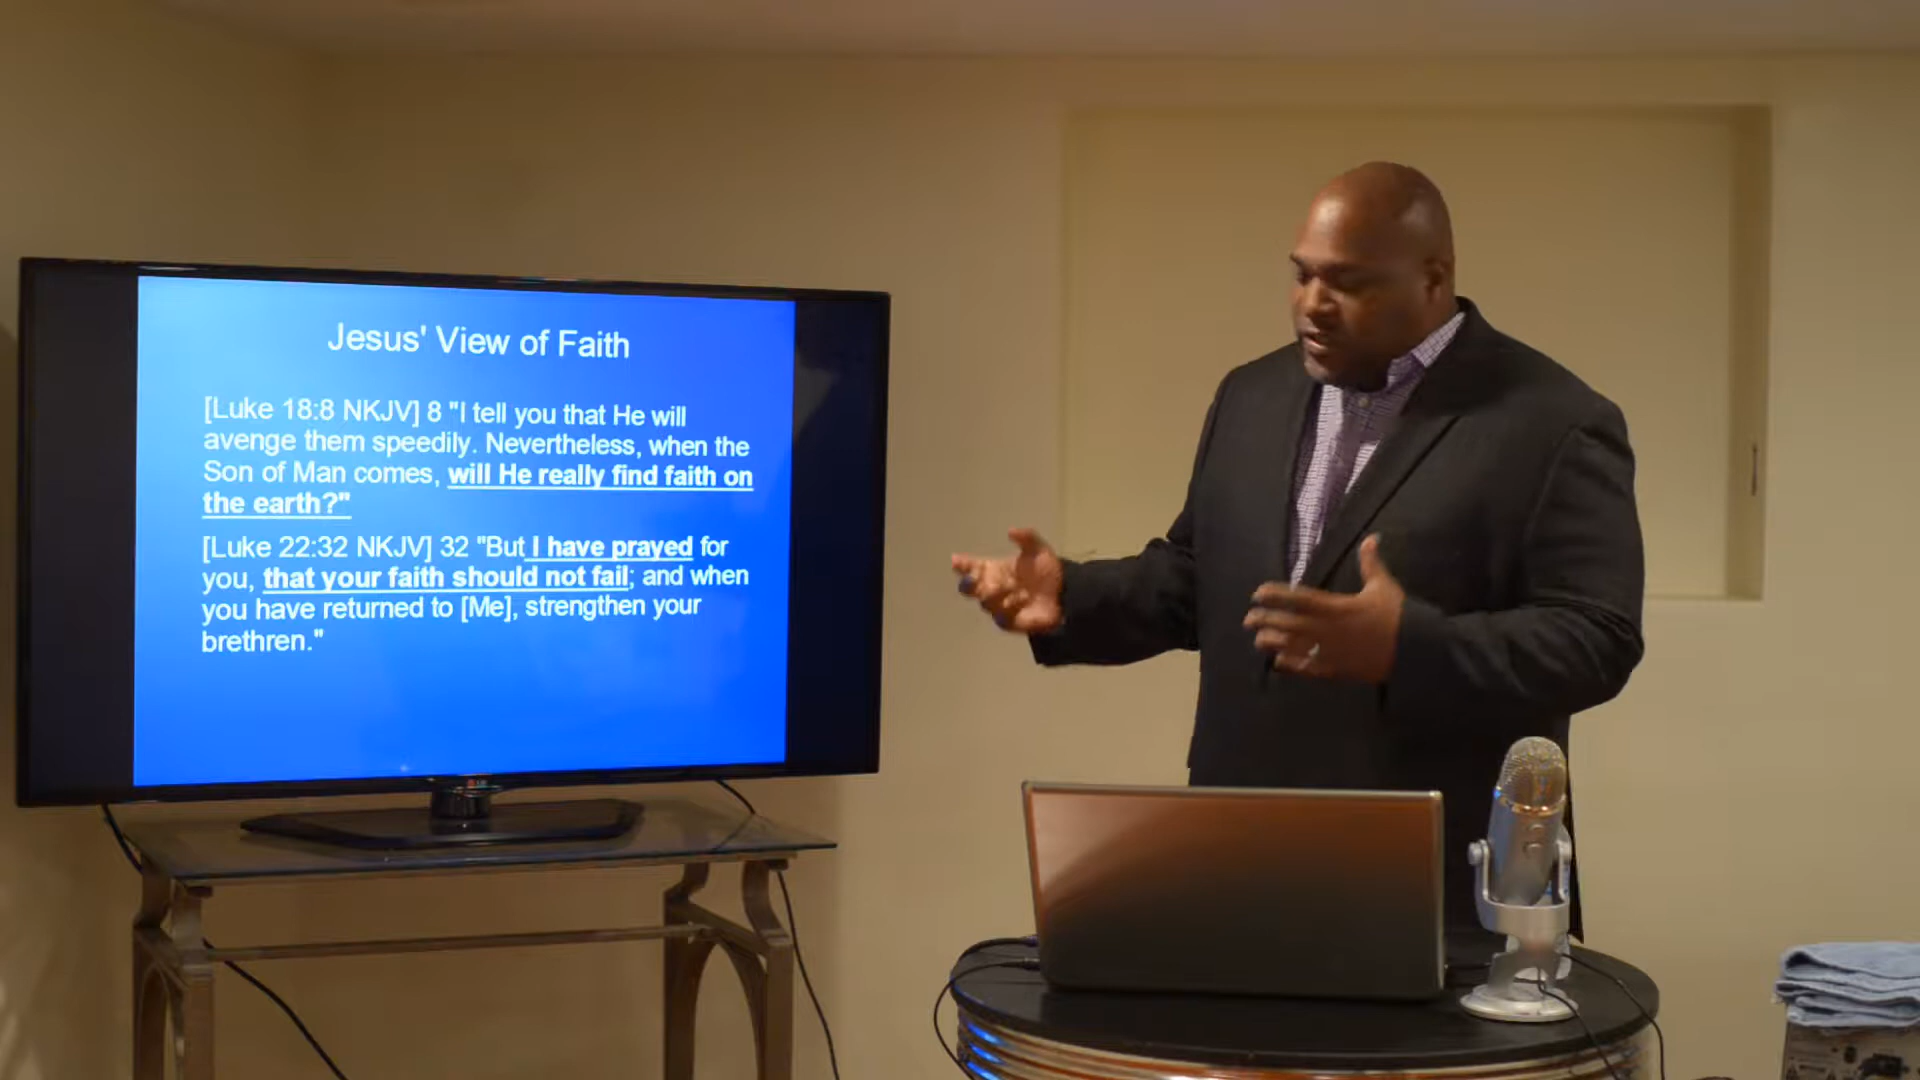 Jesus' View of Faith
[Luke 18:8 NKJV] 8 "I tell you that He will
avenge them speedily. Nevertheless, when the
Son of Man comes, will He really find faith on
the earth?"
[Luke 22:32 NKJV] 32 "But I have prayed for
you, that your faith should not fail; and when
you have returned to [Me], strengthen your
brethren."